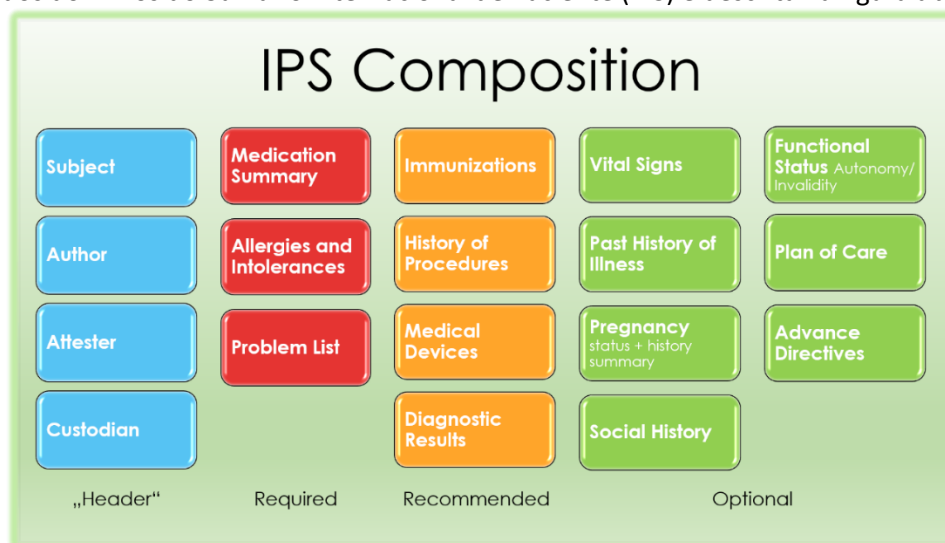 IPS Composition
Subject
Author
Attester
Custodian
„Header“
Medication
Summary
Allergies and
Intolerances
Problem List
Required
Immunizations
History of
Procedures
Medical
Devices
Diagnostic
Results
Recommended
Vital Signs
Past History of
Illness
Pregnancy
status + history
summary
Social History
Functional
Status Autonomy/
Invalidity
Plan of Care
Advance
Directives
Optional